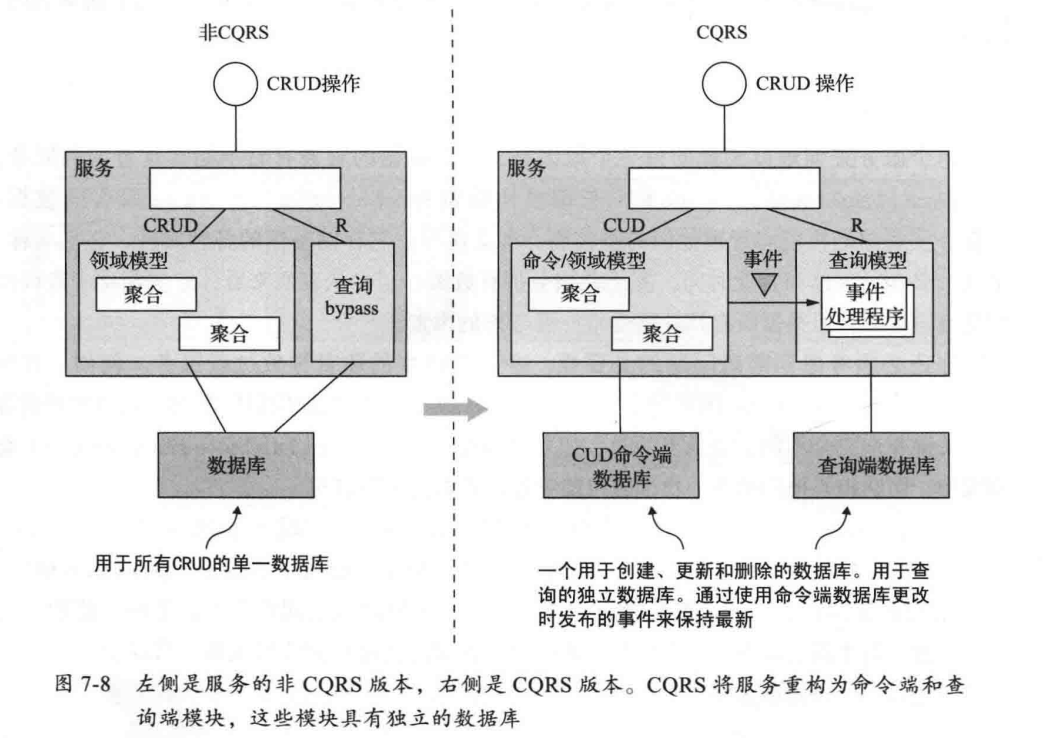 非CQRS
CRUD操作
服务
CRUD
R
领域模型
聚合
聚合
查询
bypass
数据库
用于所有CRUD的单一数据库
CQRS
CRUD 操作
服务
CUD
R
命令/领域模型
聚合
聚合
事件
查询模型
事件
处理程序
CUD命令端
数据库
查询端数据库
一个用于创建、更新和删除的数据库。用于查
询的独立数据库。通过使用命令端数据库更改
时发布的事件来保持最新
图 7-8 左侧是服务的非 CQRS 版本，右侧是 CQRS 版本。CQRS 将服务重构为命令端和查
询端模块，这些模块具有独立的数据库